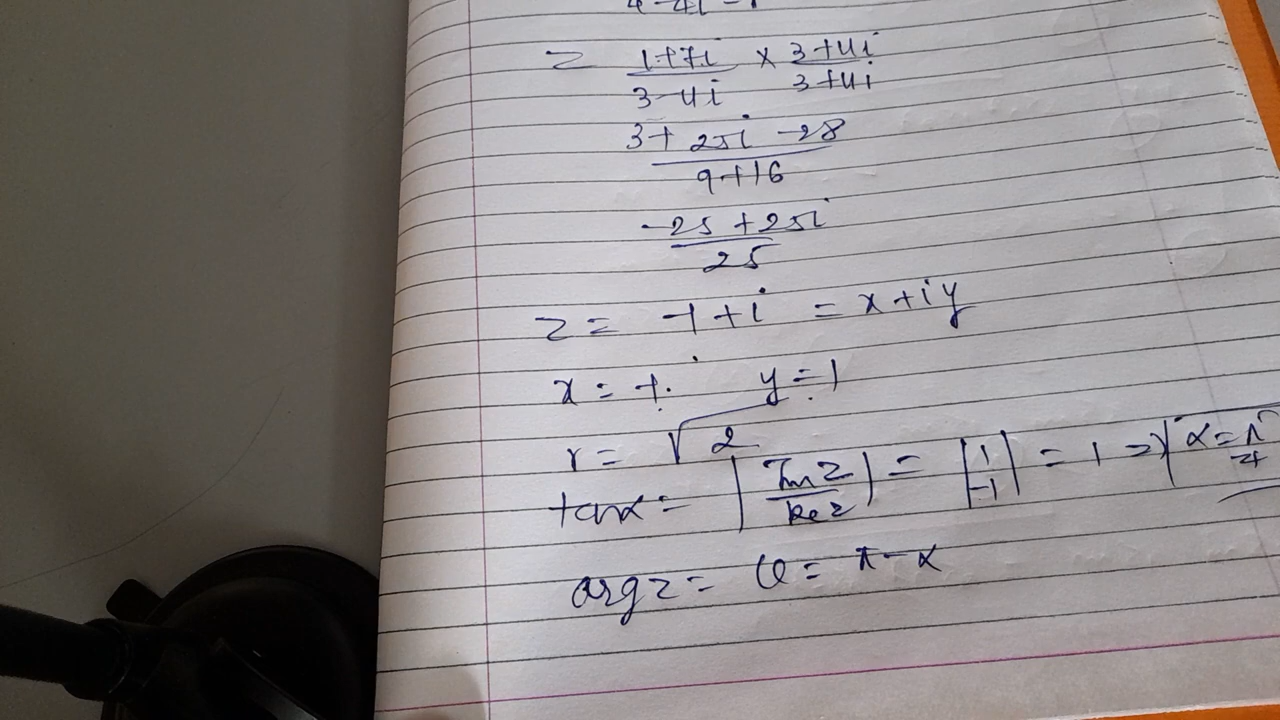 z = (1+7i)/(3-4i) × (3+4i)/(3+4i)
(3 + 25i - 28)/(9+16)
(-25 + 25i)/25
z = -1+i = x+iy
x = -1. y = 1
r = √2
tanα = |Im z/Re z| = |1/-1| = 1 ⇒ α = π/4
arg z = θ = π - α